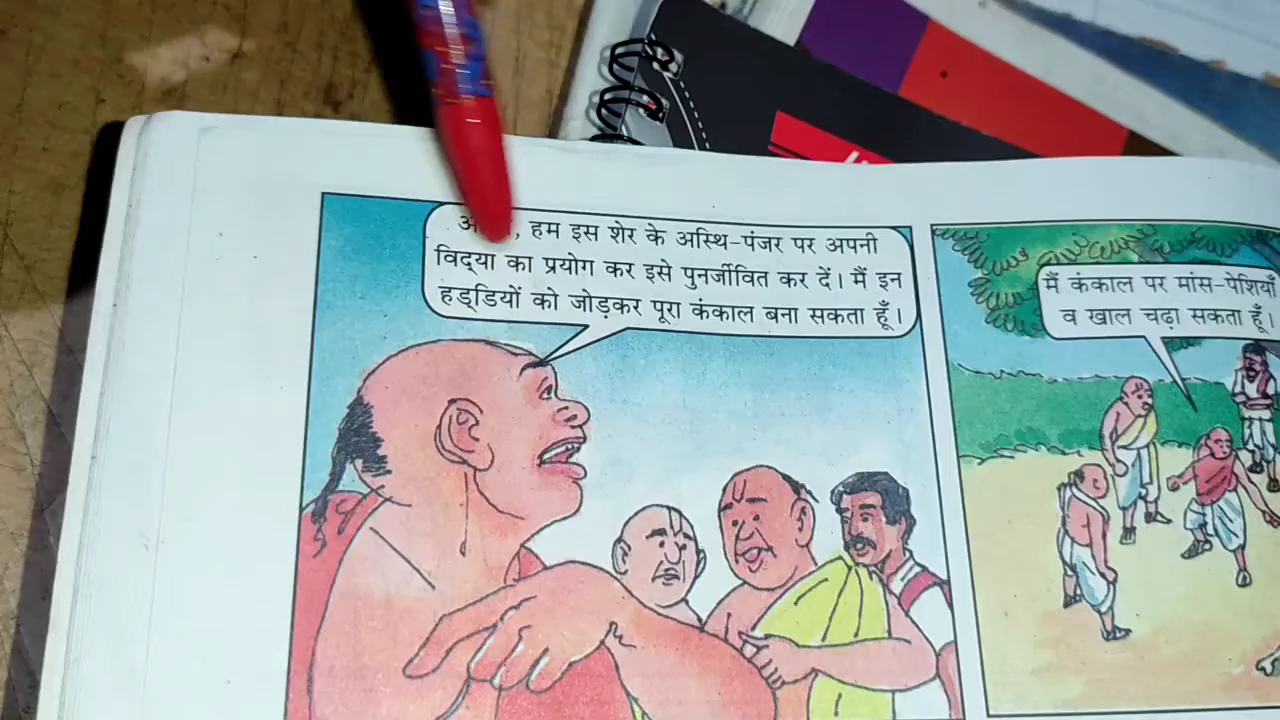 , हम इस शेर के अस्थि-पंजर पर अपनी
विद्‌या का प्रयोग कर इसे पुनर्जीवित कर दें। मैं इन
हड्‌डियों को जोड़कर पूरा कंकाल बना सकता हूँ।
मैं कंकाल पर मांस-पेशियाँ
व खाल चढ़ा सकता हूँ।